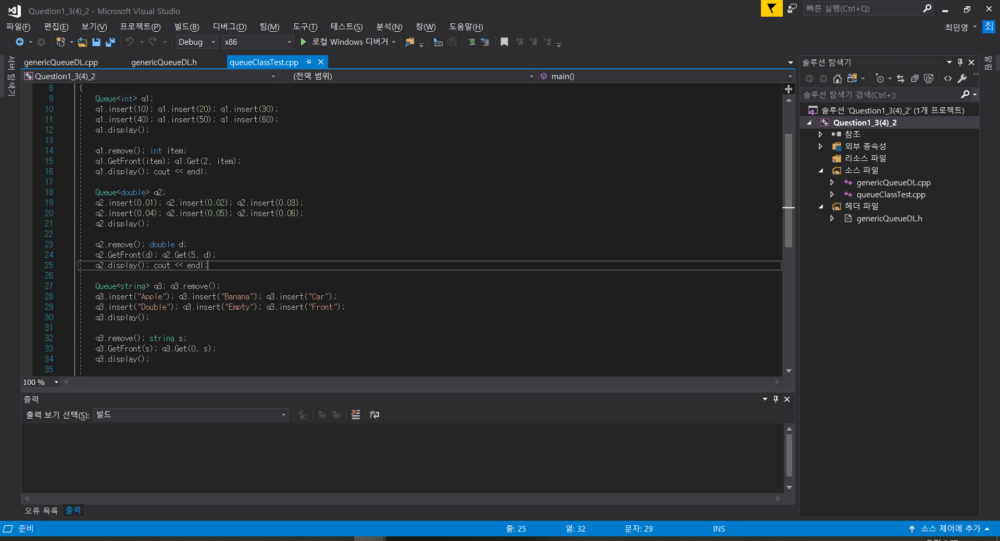 Question1_3(4)_2 - Microsoft Visual Studio
빠른 실행(Ctrl+Q)
파일(F) 편집(E) 보기(V) 프로젝트(P) 빌드(B) 디버그(D) 팀(M) 도구(T) 테스트(S) 분석(N) 창(W) 도움말(H)
최민영 최
Debug x86 로컬 Windows 디버거
서버 탐색기
genericQueueDL.cpp genericQueueDL.h queueClassTest.cpp
Question1_3(4)_2 (전역 범위) main()
8 {
9 Queue<int> q1;
10 q1.insert(10); q1.insert(20); q1.insert(30);
11 q1.insert(40); q1.insert(50); q1.insert(60);
12 q1.display();
13
14 q1.remove(); int item;
15 q1.GetFront(item); q1.Get(2, item);
16 q1.display(); cout << endl;
17
18 Queue<double> q2;
19 q2.insert(0.01); q2.insert(0.02); q2.insert(0.03);
20 q2.insert(0.04); q2.insert(0.05); q2.insert(0.06);
21 q2.display();
22
23 q2.remove(); double d;
24 q2.GetFront(d); q2.Get(5, d);
25 q2.display(); cout << endl;
26
27 Queue<string> q3; q3.remove();
28 q3.insert("Apple"); q3.insert("Banana"); q3.insert("Car");
29 q3.insert("Double"); q3.insert("Empty"); q3.insert("Front");
30 q3.display();
31
32 q3.remove(); string s;
33 q3.GetFront(s); q3.Get(0, s);
34 q3.display();
35
100 %
출력
출력 보기 선택(S): 빌드
오류 목록 출력
솔루션 탐색기
솔루션 탐색기 검색(Ctrl+;)
솔루션 'Question1_3(4)_2' (1개 프로젝트)
Question1_3(4)_2
참조
외부 종속성
리소스 파일
소스 파일
genericQueueDL.cpp
queueClassTest.cpp
헤더 파일
genericQueueDL.h
알림
준비 줄: 25 열: 32 문자: 29 INS 소스 제어에 추가